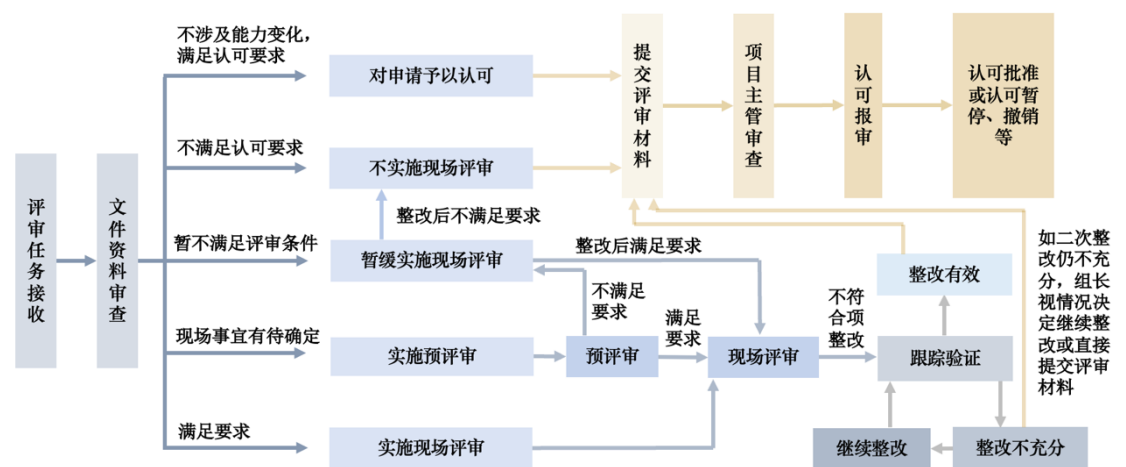 不涉及能力变化，
满足认可要求
对申请予以认可
提交评审材料
项目主管审查
认可报审
认可批准
或认可暂
停、撤销
等
不满足认可要求
不实施现场评审
评审任务接收
文件资料审查
整改后不满足要求
暂不满足评审条件
暂缓实施现场评审
整改后满足要求
整改有效
如二次整
改仍不充
分，组长
视情况决
定继续整
改或直接
提交评审
材料
不满足
要求
满足
要求
不符
合项
整改
现场事宜有待确定
实施预评审
预评审
现场评审
跟踪验证
满足要求
实施现场评审
继续整改
整改不充分